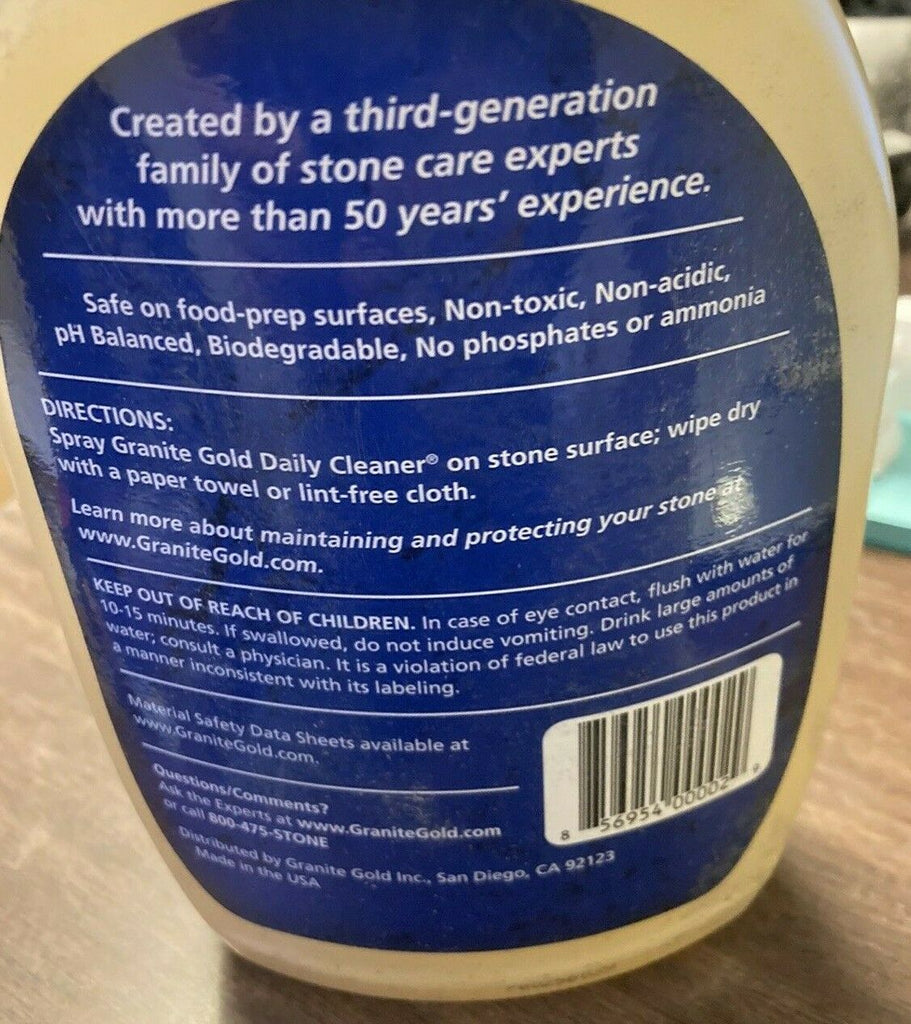 Created by a third-generation
family of stone care experts
with more than 50 years' experience.
Safe on food-prep surfaces, Non-toxic, Non-acidic,
pH Balanced, Biodegradable, No phosphates or ammonia
DIRECTIONS:
Spray Granite Gold Daily Cleaner® on stone surface; wipe dry
with a paper towel or lint-free cloth.
Learn more about maintaining and protecting your stone at
www.GraniteGold.com.
KEEP OUT OF REACH OF CHILDREN. In case of eye contact, flush with water for
10-15 minutes. If swallowed, do not induce vomiting. Drink large amounts of
water; consult a physician. It is a violation of federal law to use this product in
a manner inconsistent with its labeling.
Material Safety Data Sheets available at
www.GraniteGold.com.
Questions/Comments?
Ask the Experts at www.GraniteGold.com
or call 800-475-STONE
Distributed by Granite Gold Inc., San Diego, CA 92123
Made in the USA
8 56954 00002 9